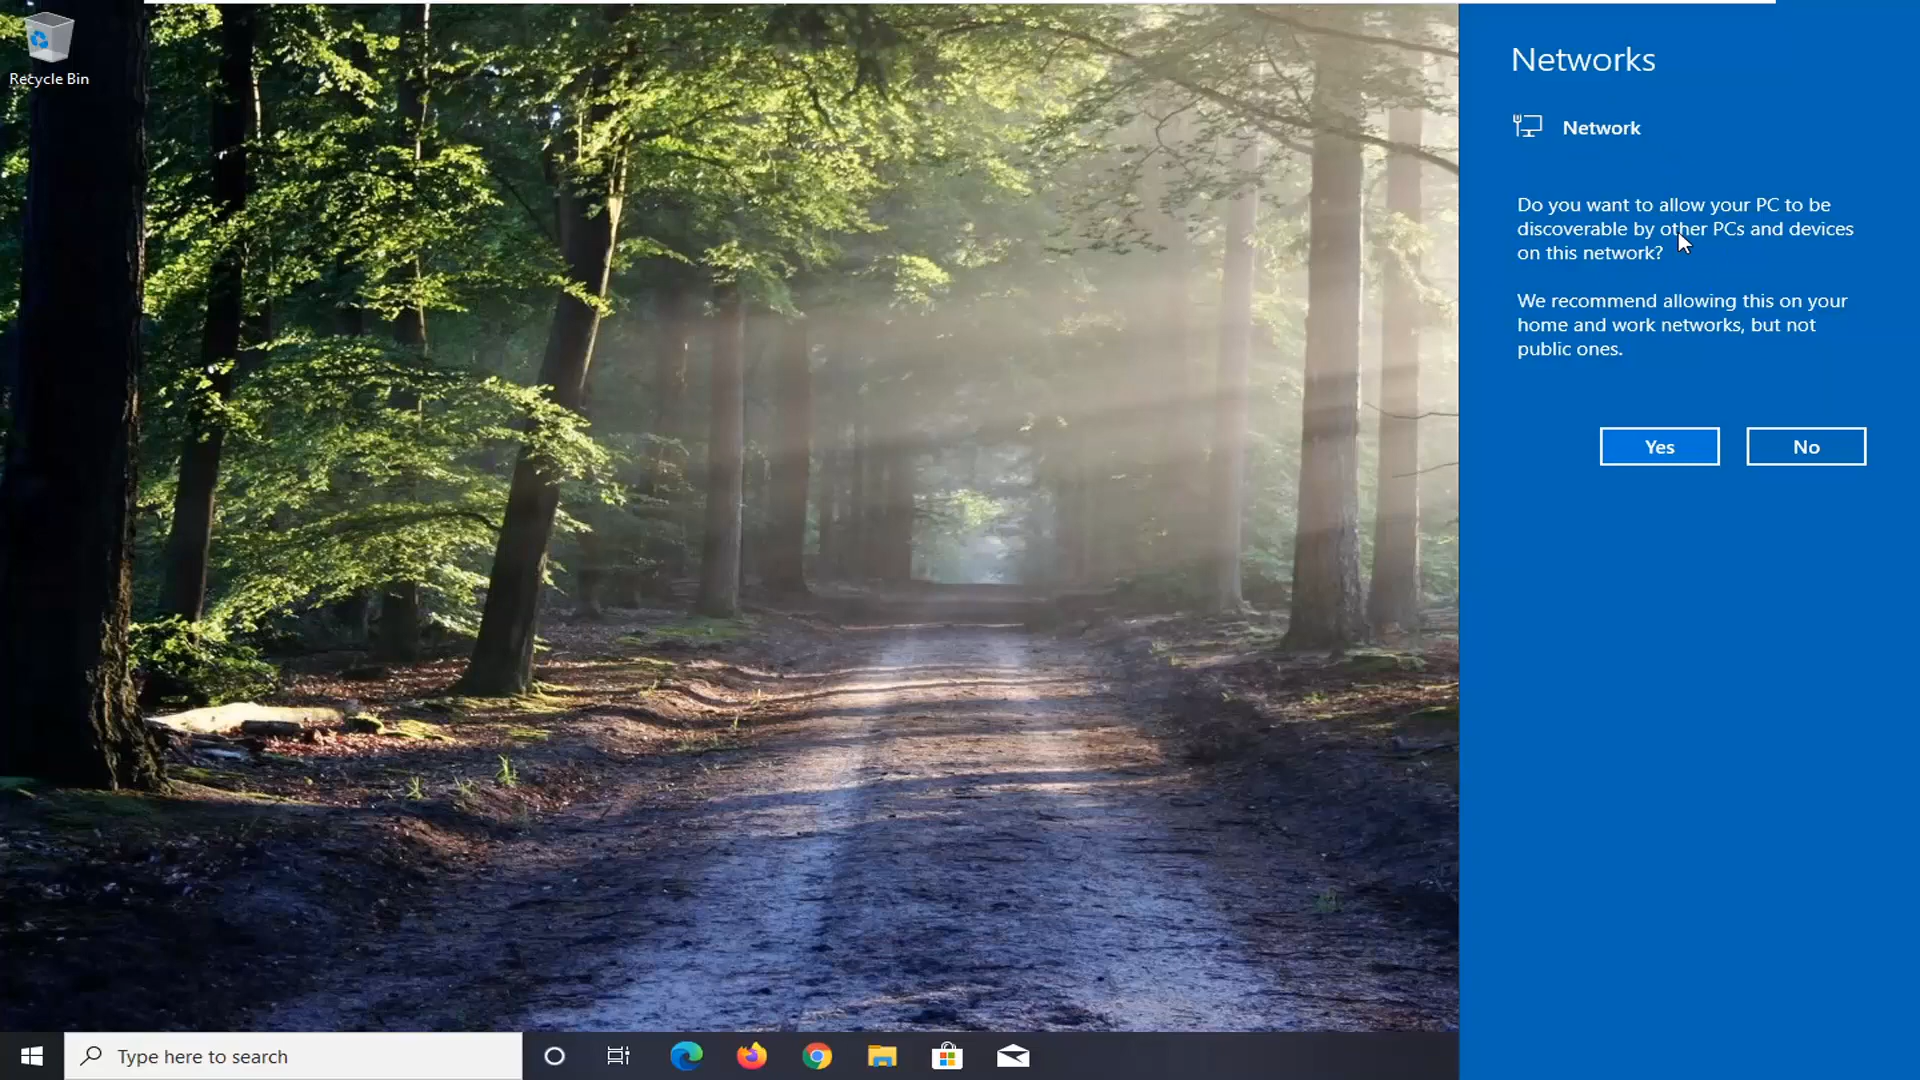 Recycle Bin
Networks
Network
Do you want to allow your PC to be
discoverable by other PCs and devices
on this network?
We recommend allowing this on your
home and work networks, but not
public ones.
Yes
No
Type here to search